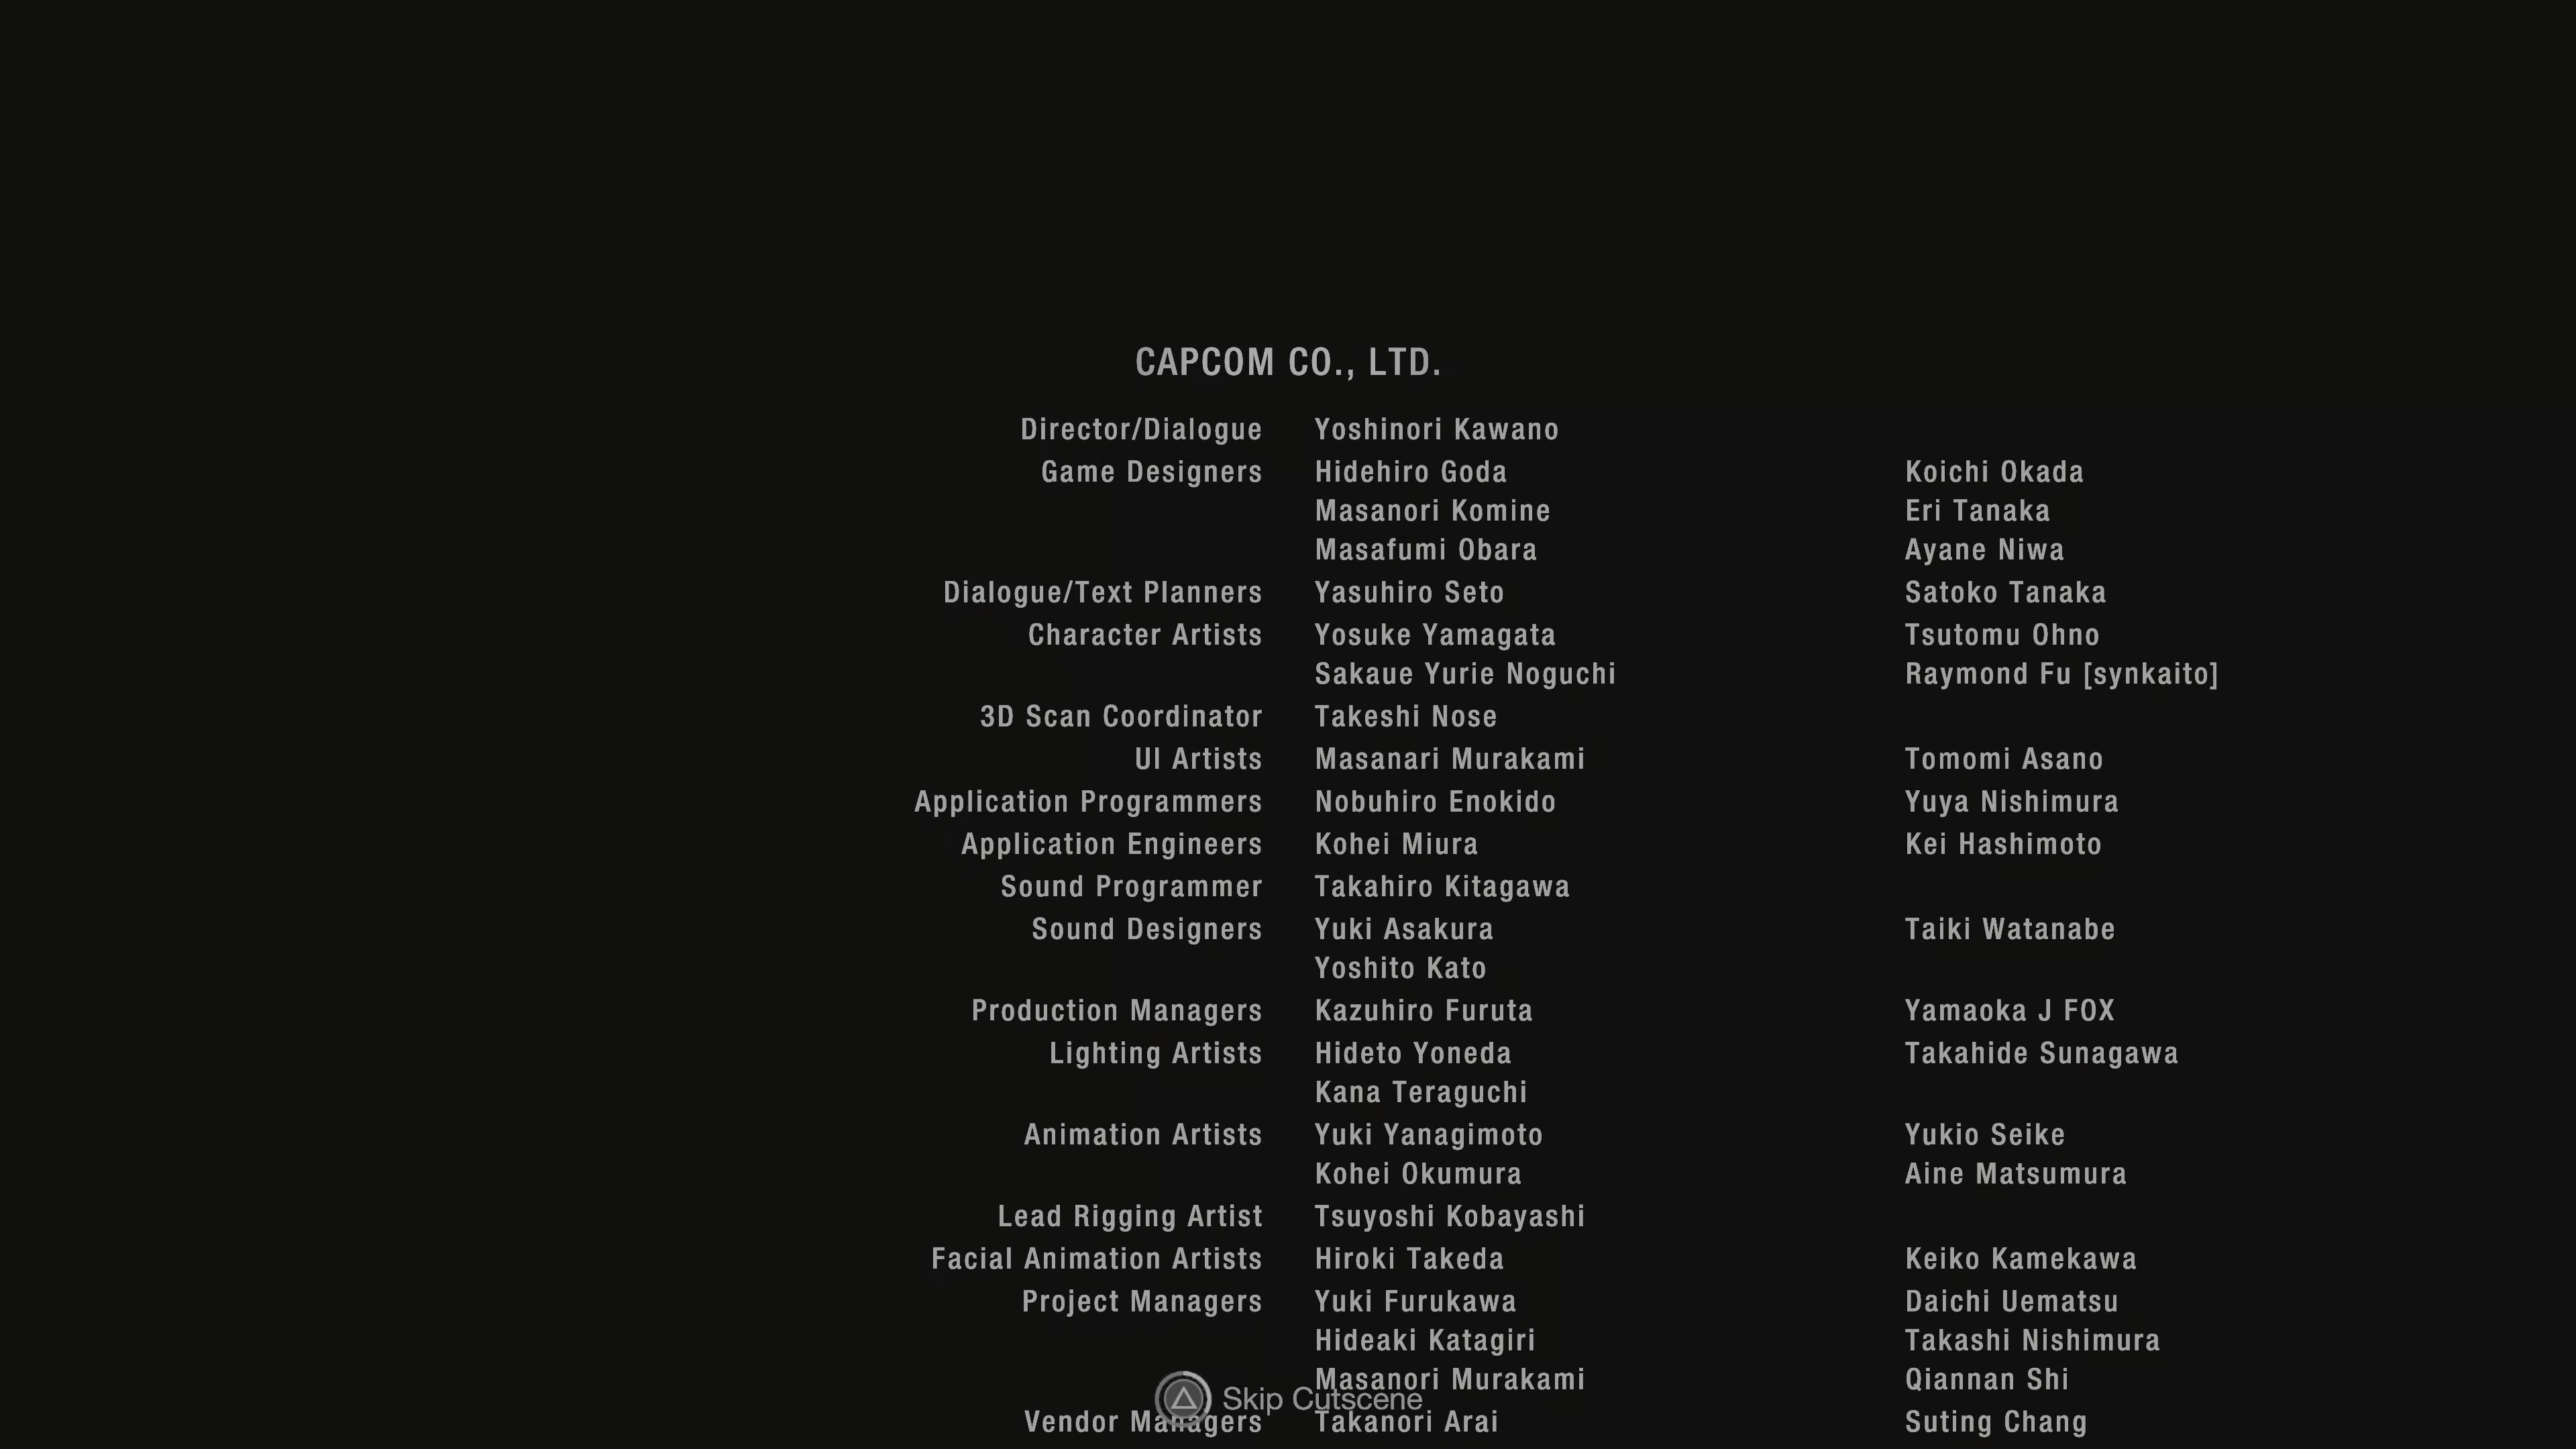 CAPCOM CO., LTD.
Director/Dialogue Yoshinori Kawano
Game Designers Hidehiro Goda Koichi Okada
Masanori Komine Eri Tanaka
Masafumi Obara Ayane Niwa
Dialogue/Text Planners Yasuhiro Seto Satoko Tanaka
Character Artists Yosuke Yamagata Tsutomu Ohno
Sakaue Yurie Noguchi Raymond Fu [synkaito]
3D Scan Coordinator Takeshi Nose
UI Artists Masanari Murakami Tomomi Asano
Application Programmers Nobuhiro Enokido Yuya Nishimura
Application Engineers Kohei Miura Kei Hashimoto
Sound Programmer Takahiro Kitagawa
Sound Designers Yuki Asakura Taiki Watanabe
Yoshito Kato
Production Managers Kazuhiro Furuta Yamaoka J FOX
Lighting Artists Hideto Yoneda Takahide Sunagawa
Kana Teraguchi
Animation Artists Yuki Yanagimoto Yukio Seike
Kohei Okumura Aine Matsumura
Lead Rigging Artist Tsuyoshi Kobayashi
Facial Animation Artists Hiroki Takeda Keiko Kamekawa
Project Managers Yuki Furukawa Daichi Uematsu
Hideaki Katagiri Takashi Nishimura
Masanori Murakami Qiannan Shi
Skip Cutscene
Vendor Managers Takanori Arai Suting Chang